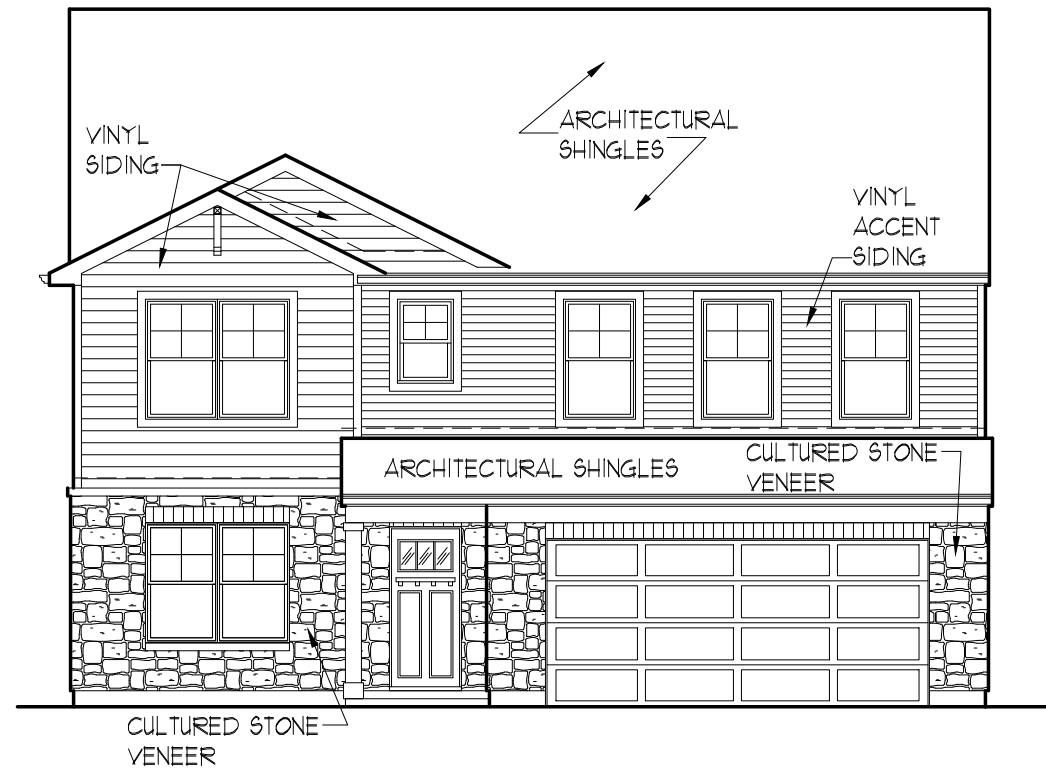 ARCHITECTURAL
SHINGLES
VINYL
SIDING
VINYL
ACCENT
SIDING
ARCHITECTURAL SHINGLES
CULTURED STONE
VENEER
CULTURED STONE
VENEER